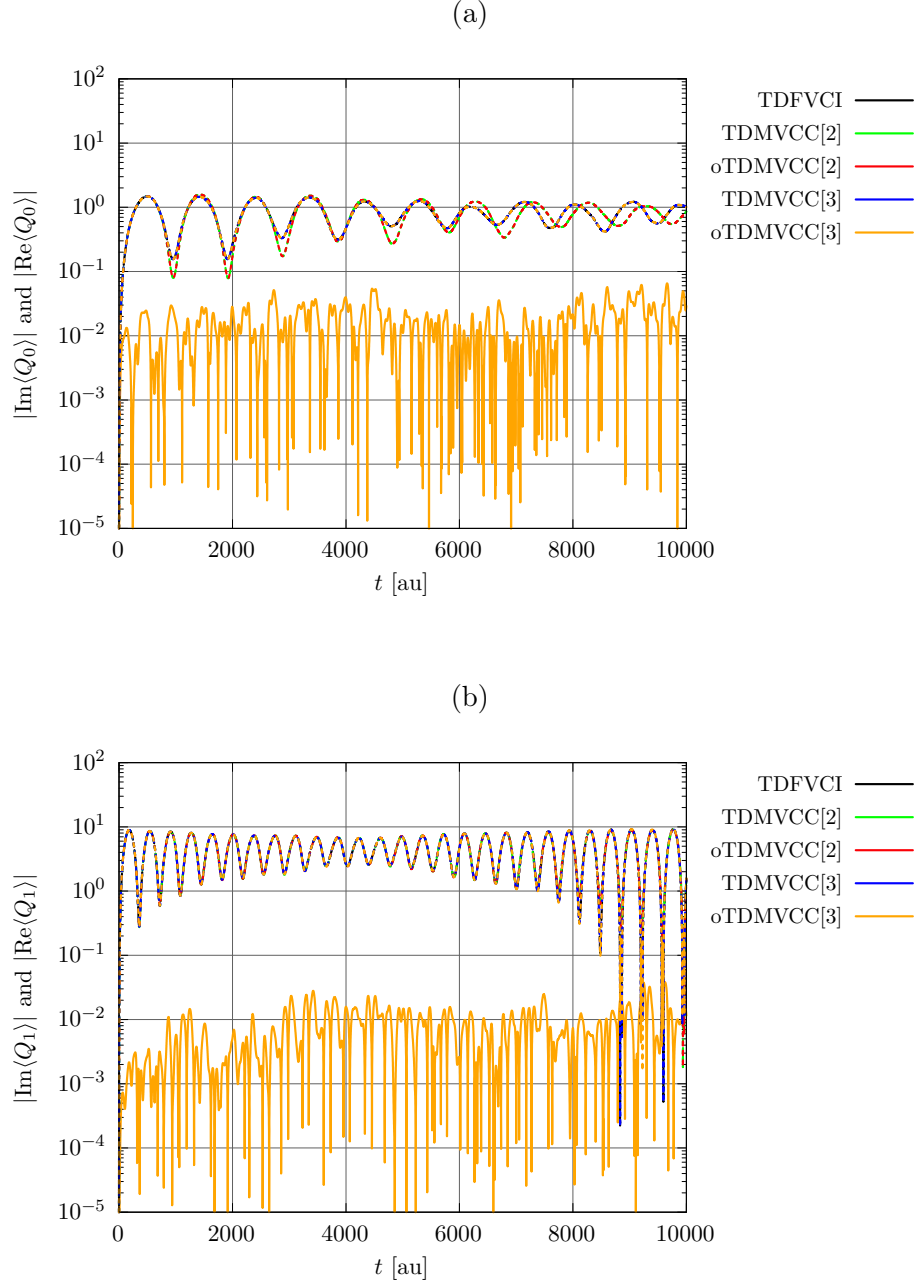 (a)
|Im⟨Q₀⟩| and |Re⟨Q₀⟩|
10²
10¹
10⁰
10⁻¹
10⁻²
10⁻³
10⁻⁴
10⁻⁵
0 2000 4000 6000 8000 10000
t [au]
TDFVCI
TDMVCC[2]
oTDMVCC[2]
TDMVCC[3]
oTDMVCC[3]
(b)
|Im⟨Q₁⟩| and |Re⟨Q₁⟩|
10²
10¹
10⁰
10⁻¹
10⁻²
10⁻³
10⁻⁴
10⁻⁵
0 2000 4000 6000 8000 10000
t [au]
TDFVCI
TDMVCC[2]
oTDMVCC[2]
TDMVCC[3]
oTDMVCC[3]